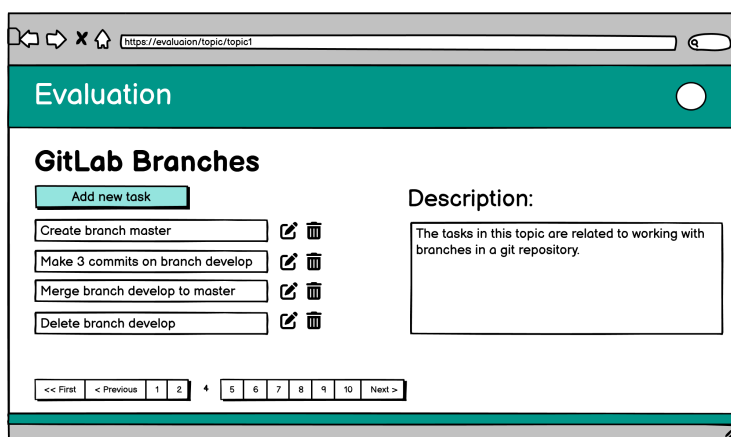 https://evaluaion/topic/topic1
Evaluation
GitLab Branches
Add new task
Description:
Create branch master
Make 3 commits on branch develop
Merge branch develop to master
Delete branch develop
The tasks in this topic are related to working with
branches in a git repository.
<< First < Previous 1 2 4 5 6 7 8 9 10 Next >